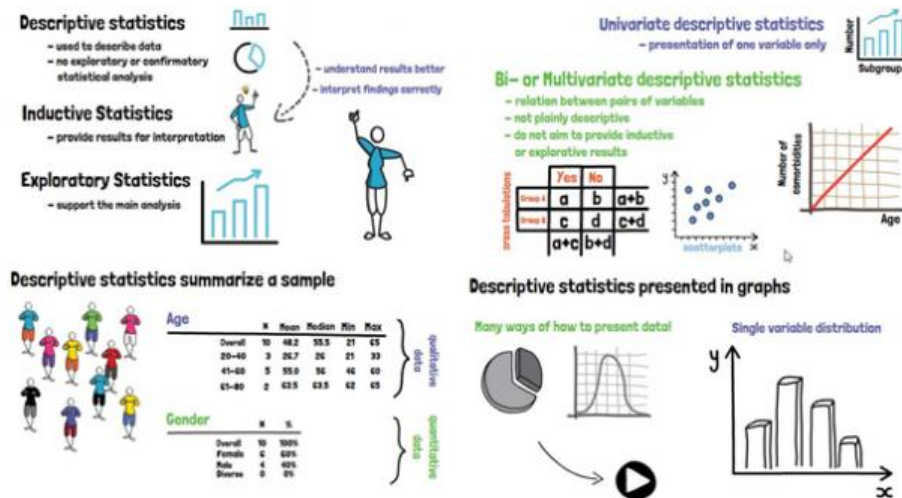 Descriptive statistics
- used to describe data
- no exploratory or confirmatory
statistical analysis
- understand results better
- interpret findings correctly
Inductive Statistics
- provide results for interpretation
Exploratory Statistics
- support the main analysis
Univariate descriptive statistics
- presentation of one variable only
Number
Subgroup
Bi- or Multivariate descriptive statistics
- relation between pairs of variables
- not plainly descriptive
- do not aim to provide inductive
or explorative results
cross tabulations
Yes No
Group A a b a+b
Group B c d c+d
a+c b+d
y
x
scatterplots
Number of
comorbidities
Age
Descriptive statistics summarize a sample
Age
N Mean Median Min Max
Overall 10 48.2 55.5 21 65
20-40 3 26.7 26 21 33
41-60 5 55.0 56 46 60
61-80 2 63.5 63.5 62 65
qualitative
data
Gender
N %
Overall 10 100%
Female 6 60%
Male 4 40%
Diverse 0 0%
quantitative
data
Descriptive statistics presented in graphs
Many ways of how to present data!
Single variable distribution
y
x